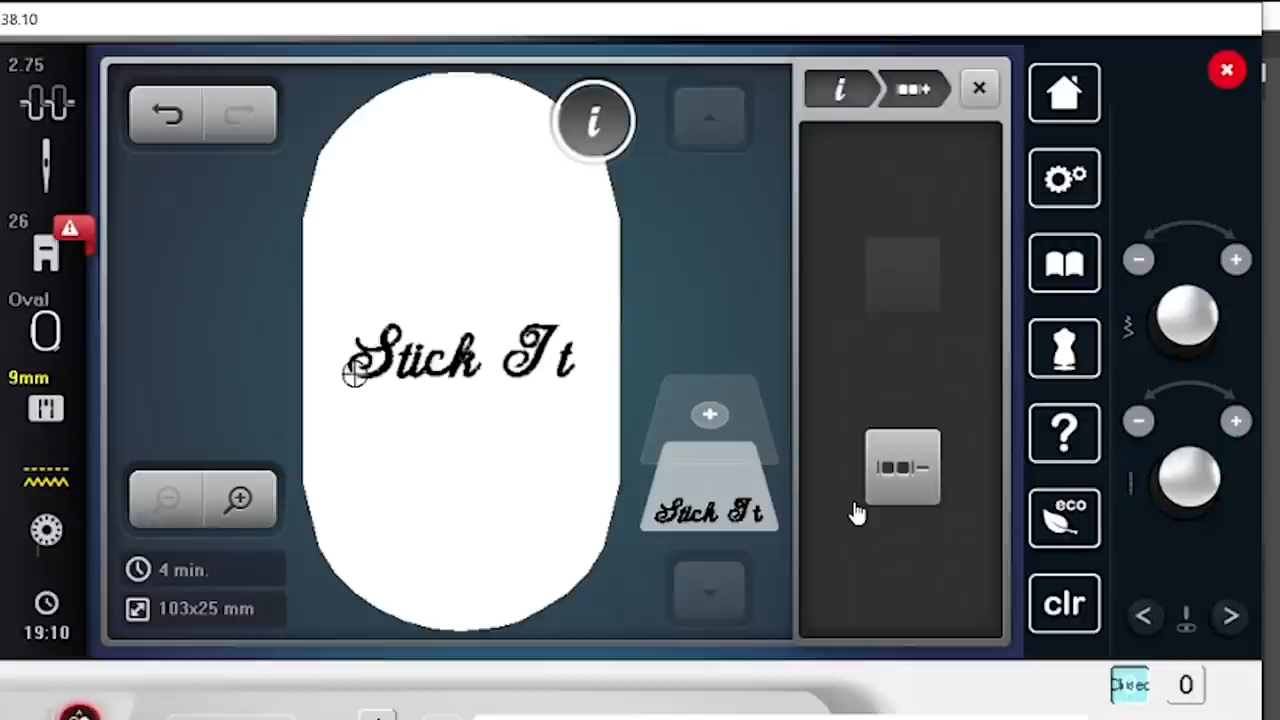 38.10
2.75
i
i
26
Oval
9mm
Stick It
Stick It
4 min.
103x25 mm
19:10
?
eco
clr
0